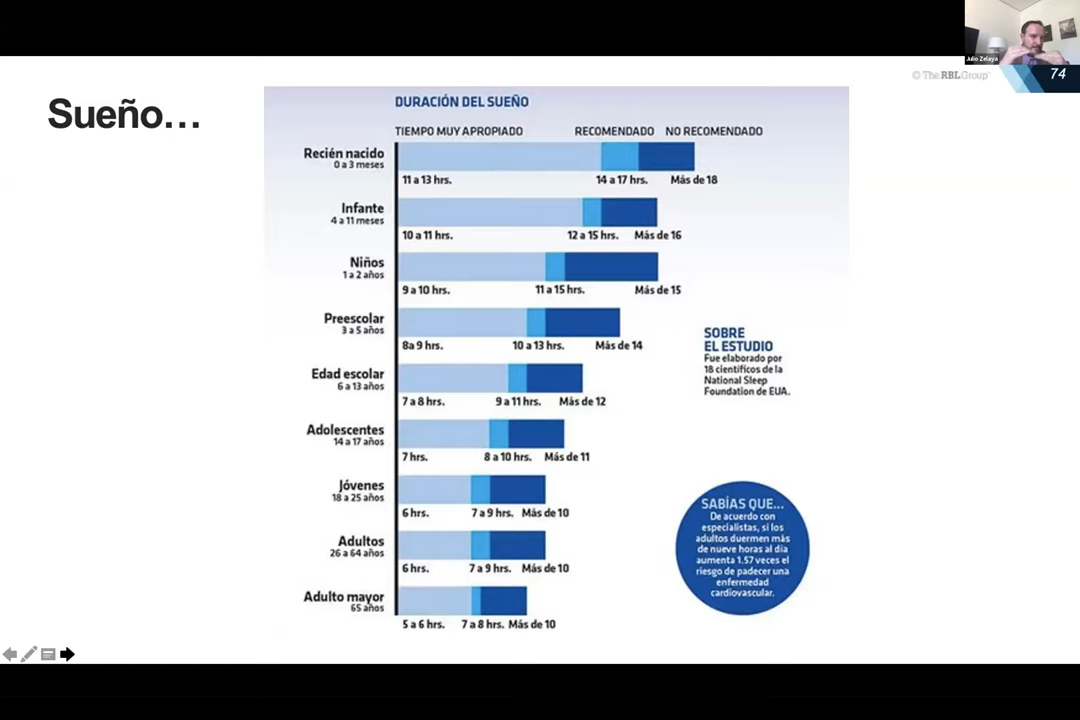 Julio Zelaya
© The RBL Group
74
Sueño...
DURACIÓN DEL SUEÑO
TIEMPO MUY APROPIADO RECOMENDADO NO RECOMENDADO
Recién nacido
0 a 3 meses
11 a 13 hrs. 14 a 17 hrs. Más de 18
Infante
4 a 11 meses
10 a 11 hrs. 12 a 15 hrs. Más de 16
Niños
1 a 2 años
9 a 10 hrs. 11 a 15 hrs. Más de 15
Preescolar
3 a 5 años
8a 9 hrs. 10 a 13 hrs. Más de 14
Edad escolar
6 a 13 años
7 a 8 hrs. 9 a 11 hrs. Más de 12
Adolescentes
14 a 17 años
7 hrs. 8 a 10 hrs. Más de 11
Jóvenes
18 a 25 años
6 hrs. 7 a 9 hrs. Más de 10
Adultos
26 a 64 años
6 hrs. 7 a 9 hrs. Más de 10
Adulto mayor
65 años
5 a 6 hrs. 7 a 8 hrs. Más de 10
SOBRE
EL ESTUDIO
Fue elaborado por
18 científicos de la
National Sleep
Foundation de EUA.
SABÍAS QUE...
De acuerdo con
especialistas, si los
adultos duermen más
de nueve horas al día
aumenta 1.57 veces el
riesgo de padecer una
enfermedad
cardiovascular.